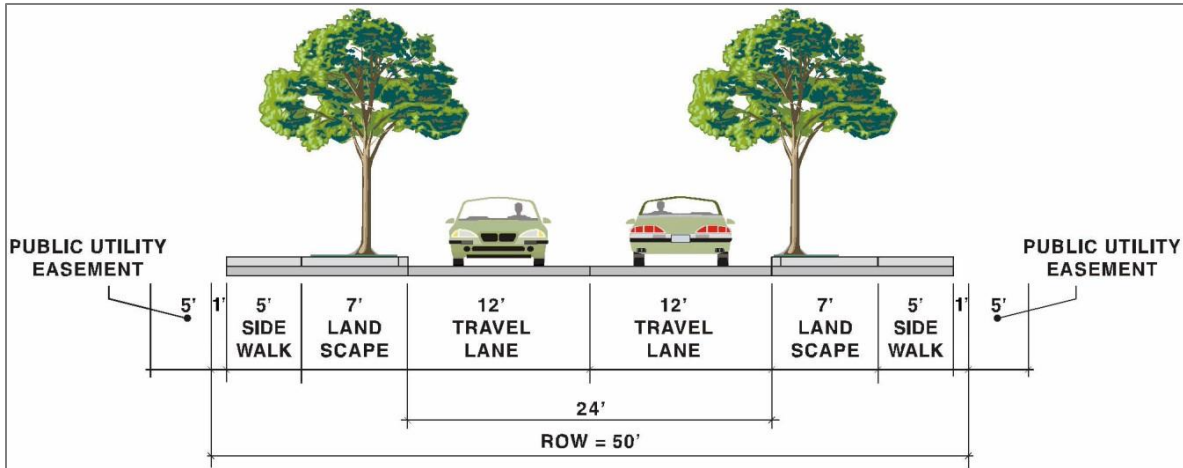 PUBLIC UTILITY
EASEMENT
PUBLIC UTILITY
EASEMENT
5’ 1’ 5’ 7’ 12’ 12’ 7’ 5’ 1’ 5’
SIDE LAND TRAVEL TRAVEL LAND SIDE
WALK SCAPE LANE LANE SCAPE WALK
24’
ROW = 50’